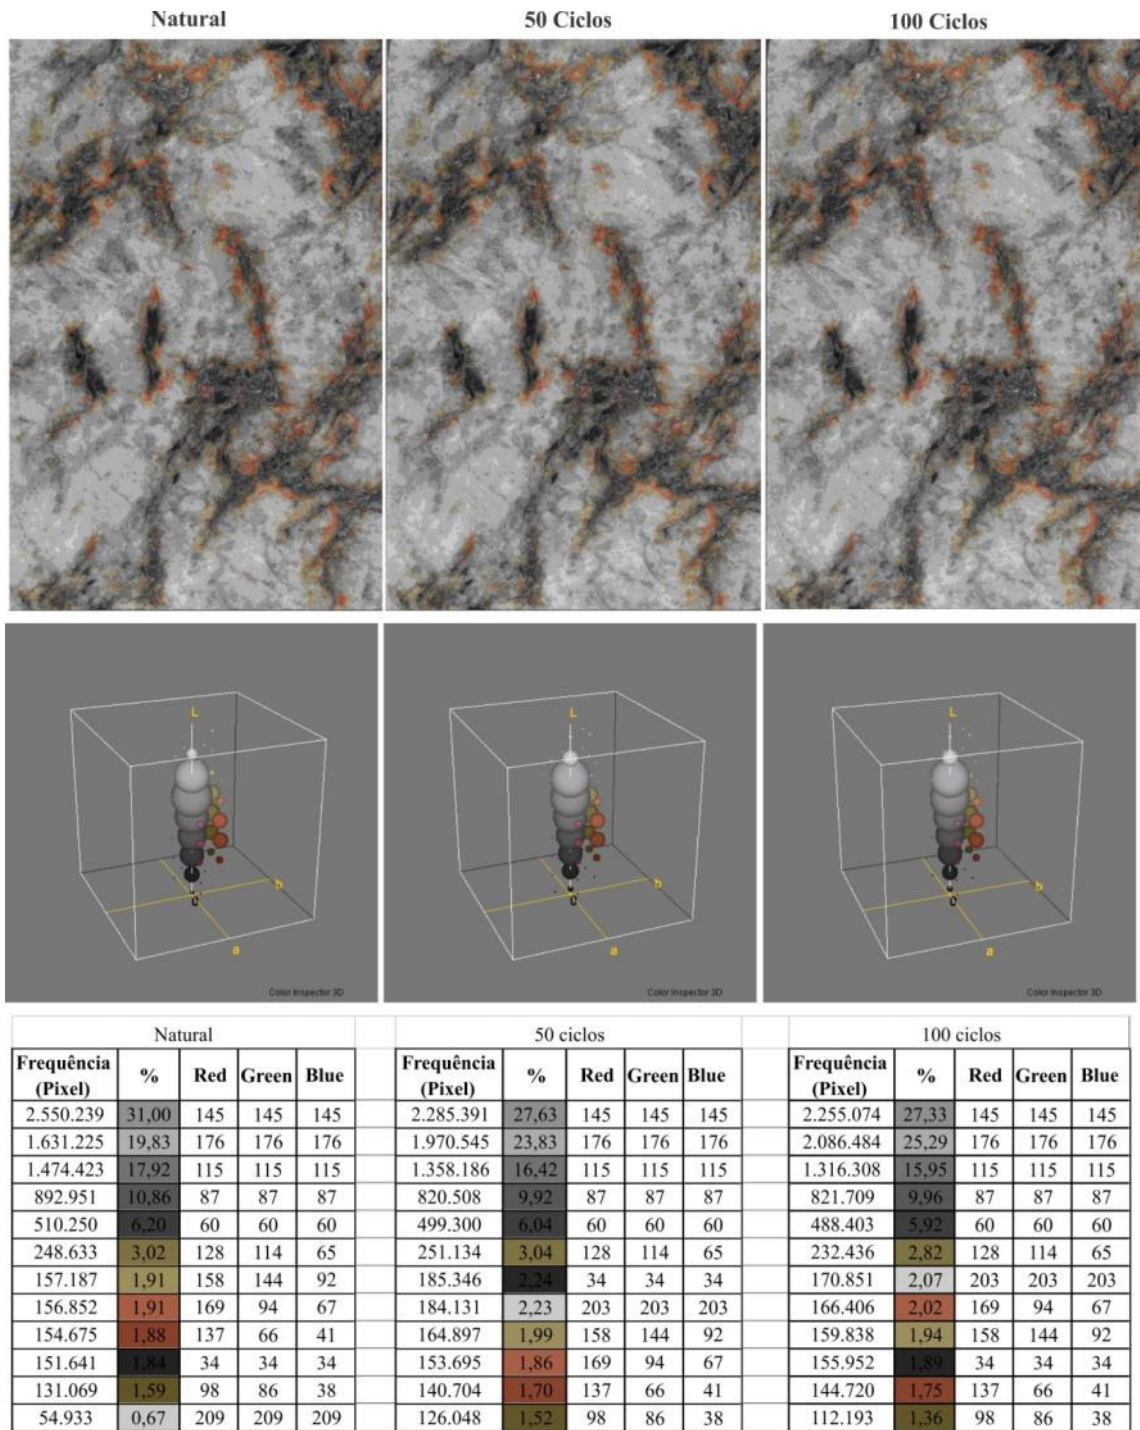 Natural 50 Ciclos 100 Ciclos
L L L
b b b
0 0 0
a a a
Color Inspector 3D Color Inspector 3D Color Inspector 3D
Natural 50 ciclos 100 ciclos
Frequência (Pixel) % Red Green Blue Frequência (Pixel) % Red Green Blue Frequência (Pixel) % Red Green Blue
2.550.239 31,00 145 145 145 2.285.391 27,63 145 145 145 2.255.074 27,33 145 145 145
1.631.225 19,83 176 176 176 1.970.545 23,83 176 176 176 2.086.484 25,29 176 176 176
1.474.423 17,92 115 115 115 1.358.186 16,42 115 115 115 1.316.308 15,95 115 115 115
892.951 10,86 87 87 87 820.508 9,92 87 87 87 821.709 9,96 87 87 87
510.250 6,20 60 60 60 499.300 6,04 60 60 60 488.403 5,92 60 60 60
248.633 3,02 128 114 65 251.134 3,04 128 114 65 232.436 2,82 128 114 65
157.187 1,91 158 144 92 185.346 2,24 34 34 34 170.851 2,07 203 203 203
156.852 1,91 169 94 67 184.131 2,23 203 203 203 166.406 2,02 169 94 67
154.675 1,88 137 66 41 164.897 1,99 158 144 92 159.838 1,94 158 144 92
151.641 1,84 34 34 34 153.695 1,86 169 94 67 155.952 1,89 34 34 34
131.069 1,59 98 86 38 140.704 1,70 137 66 41 144.720 1,75 137 66 41
54.933 0,67 209 209 209 126.048 1,52 98 86 38 112.193 1,36 98 86 38